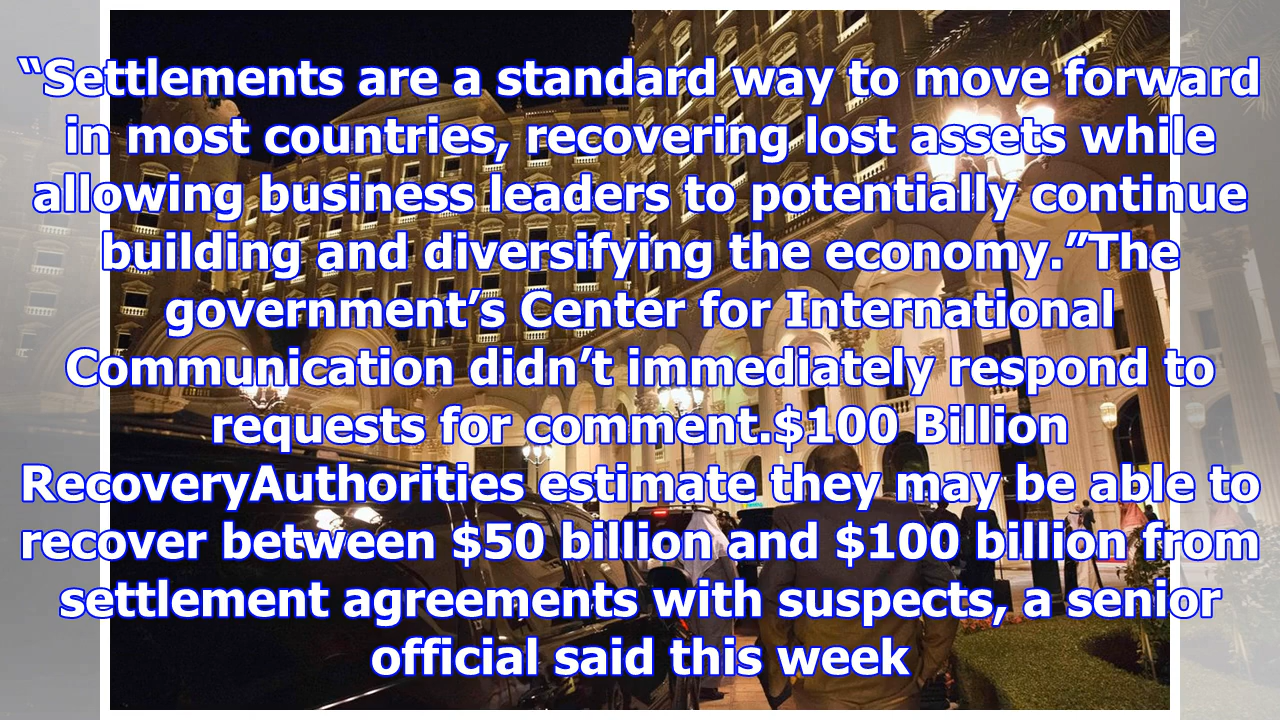 “Settlements are a standard way to move forward
in most countries, recovering lost assets while
allowing business leaders to potentially continue
building and diversifying the economy.”The
government’s Center for International
Communication didn’t immediately respond to
requests for comment.$100 Billion
RecoveryAuthorities estimate they may be able to
recover between $50 billion and $100 billion from
settlement agreements with suspects, a senior
official said this week